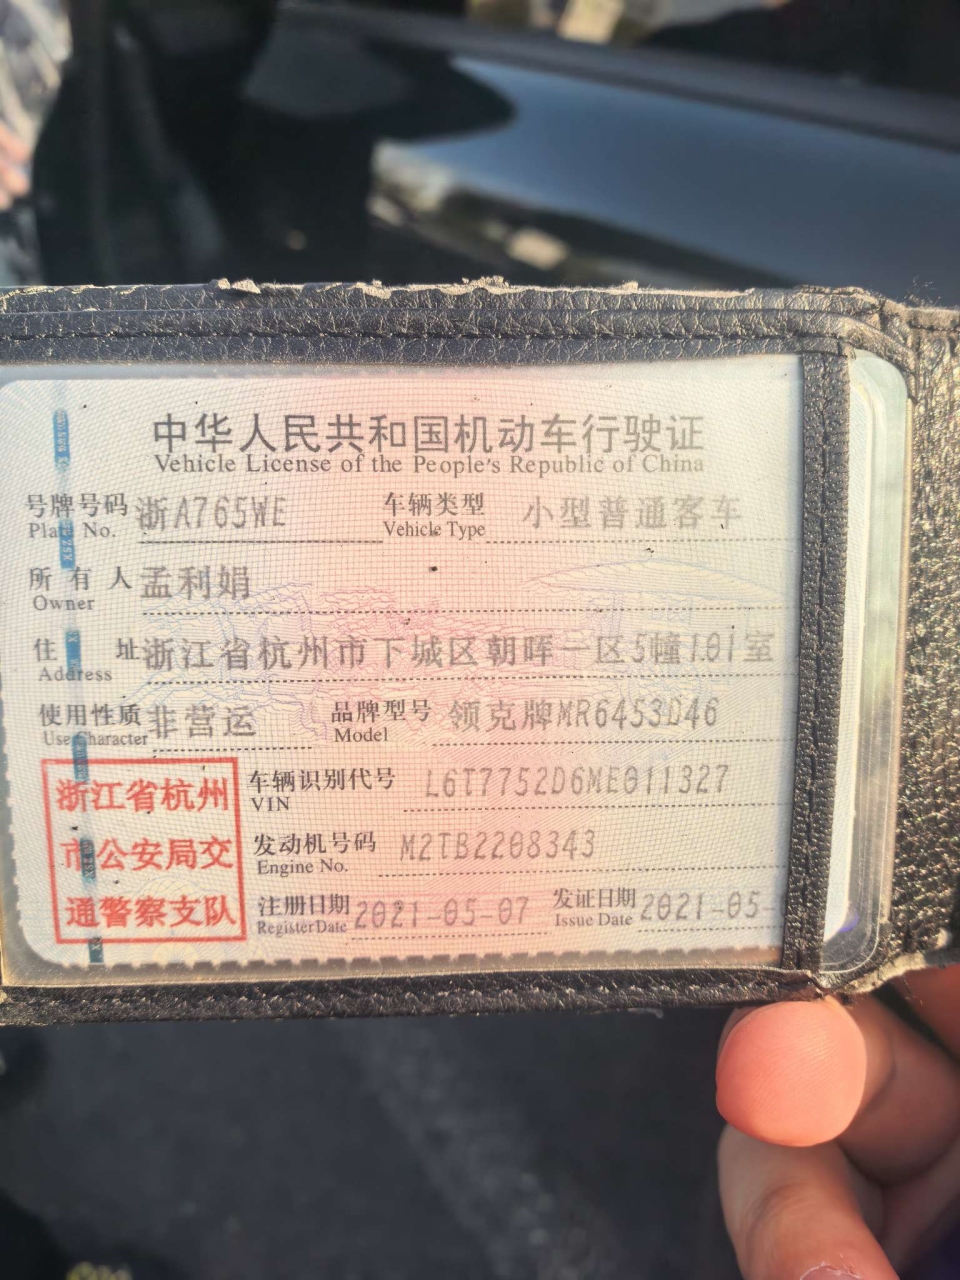 中华人民共和国机动车行驶证
Vehicle License of the People's Republic of China
号牌号码 浙A765WE 车辆类型 小型普通客车
Plate No. Vehicle Type
所有人 孟利娟
Owner
住址 浙江省杭州市下城区朝晖一区5幢101室
Address
使用性质 非营运 品牌型号 领克牌MR6453D46
Use Character Model
浙江省杭州
市公安局交
通警察支队
车辆识别代号 L6T7752D6ME011327
VIN
发动机号码 M2TB2208343
Engine No.
注册日期 2021-05-07 发证日期 2021-05-
Register Date Issue Date